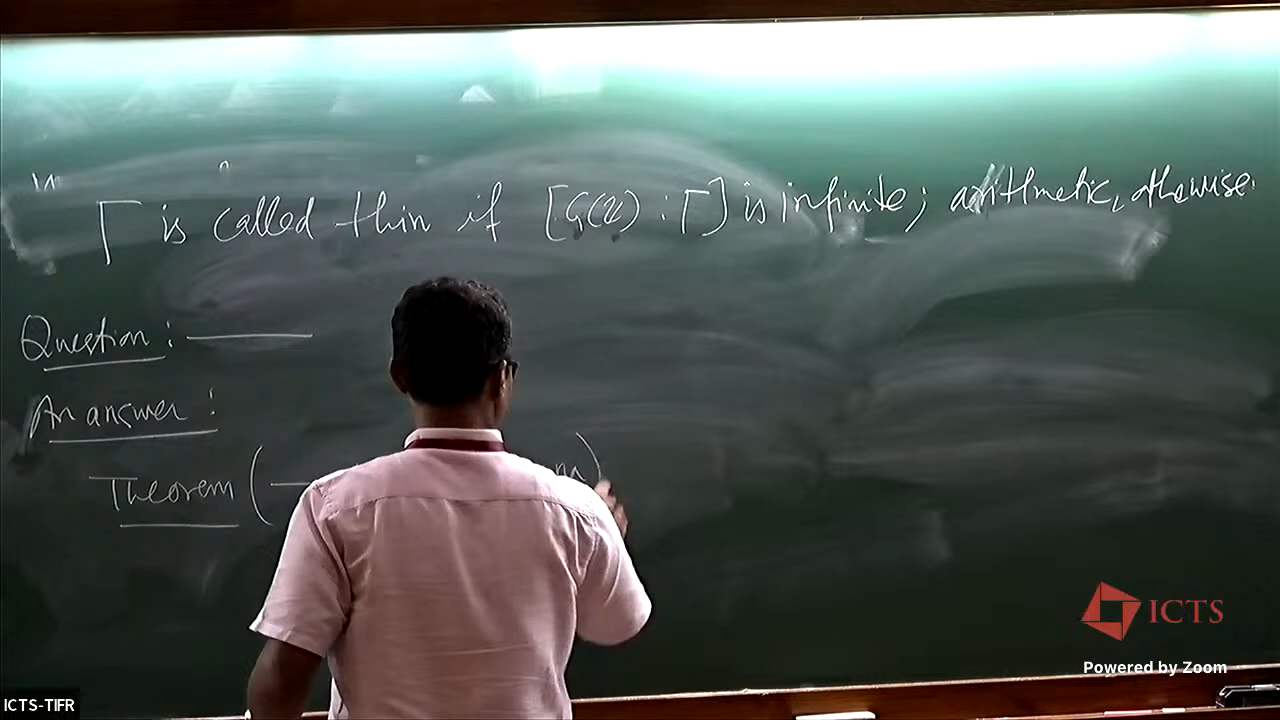 Γ is called thin if [G(ℤ) : Γ] is infinite; arithmetic, otherwise.
Question : ———
An answer :
Theorem ( —
ICTS
Powered by Zoom
ICTS-TIFR